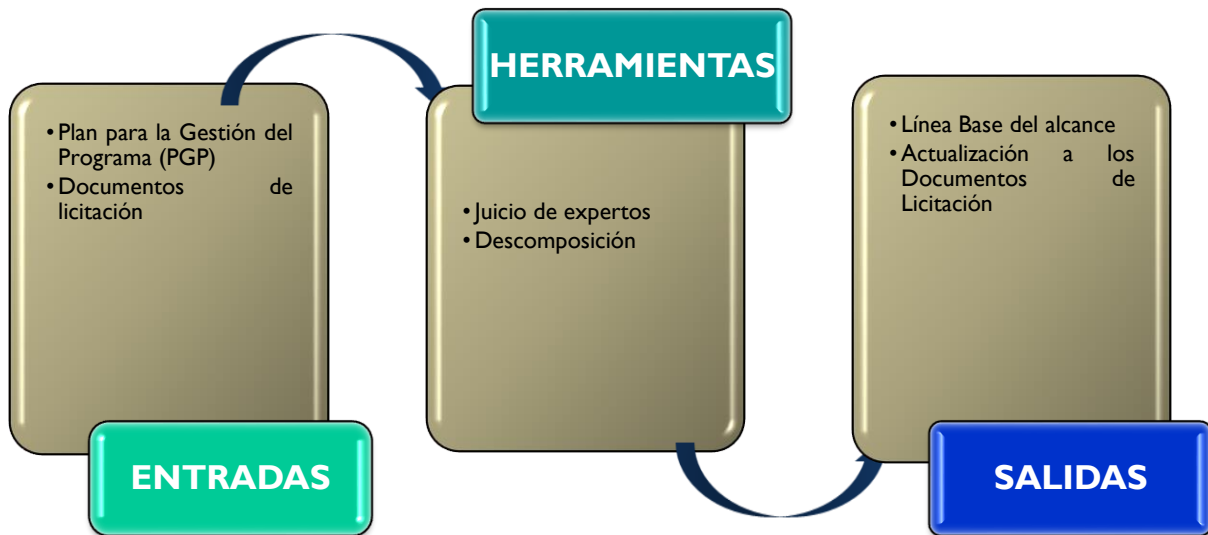 • Plan para la Gestión del
Programa (PGP)
• Documentos de
licitación
ENTRADAS
HERRAMIENTAS
• Juicio de expertos
• Descomposición
• Línea Base del alcance
• Actualización a los
Documentos de
Licitación
SALIDAS